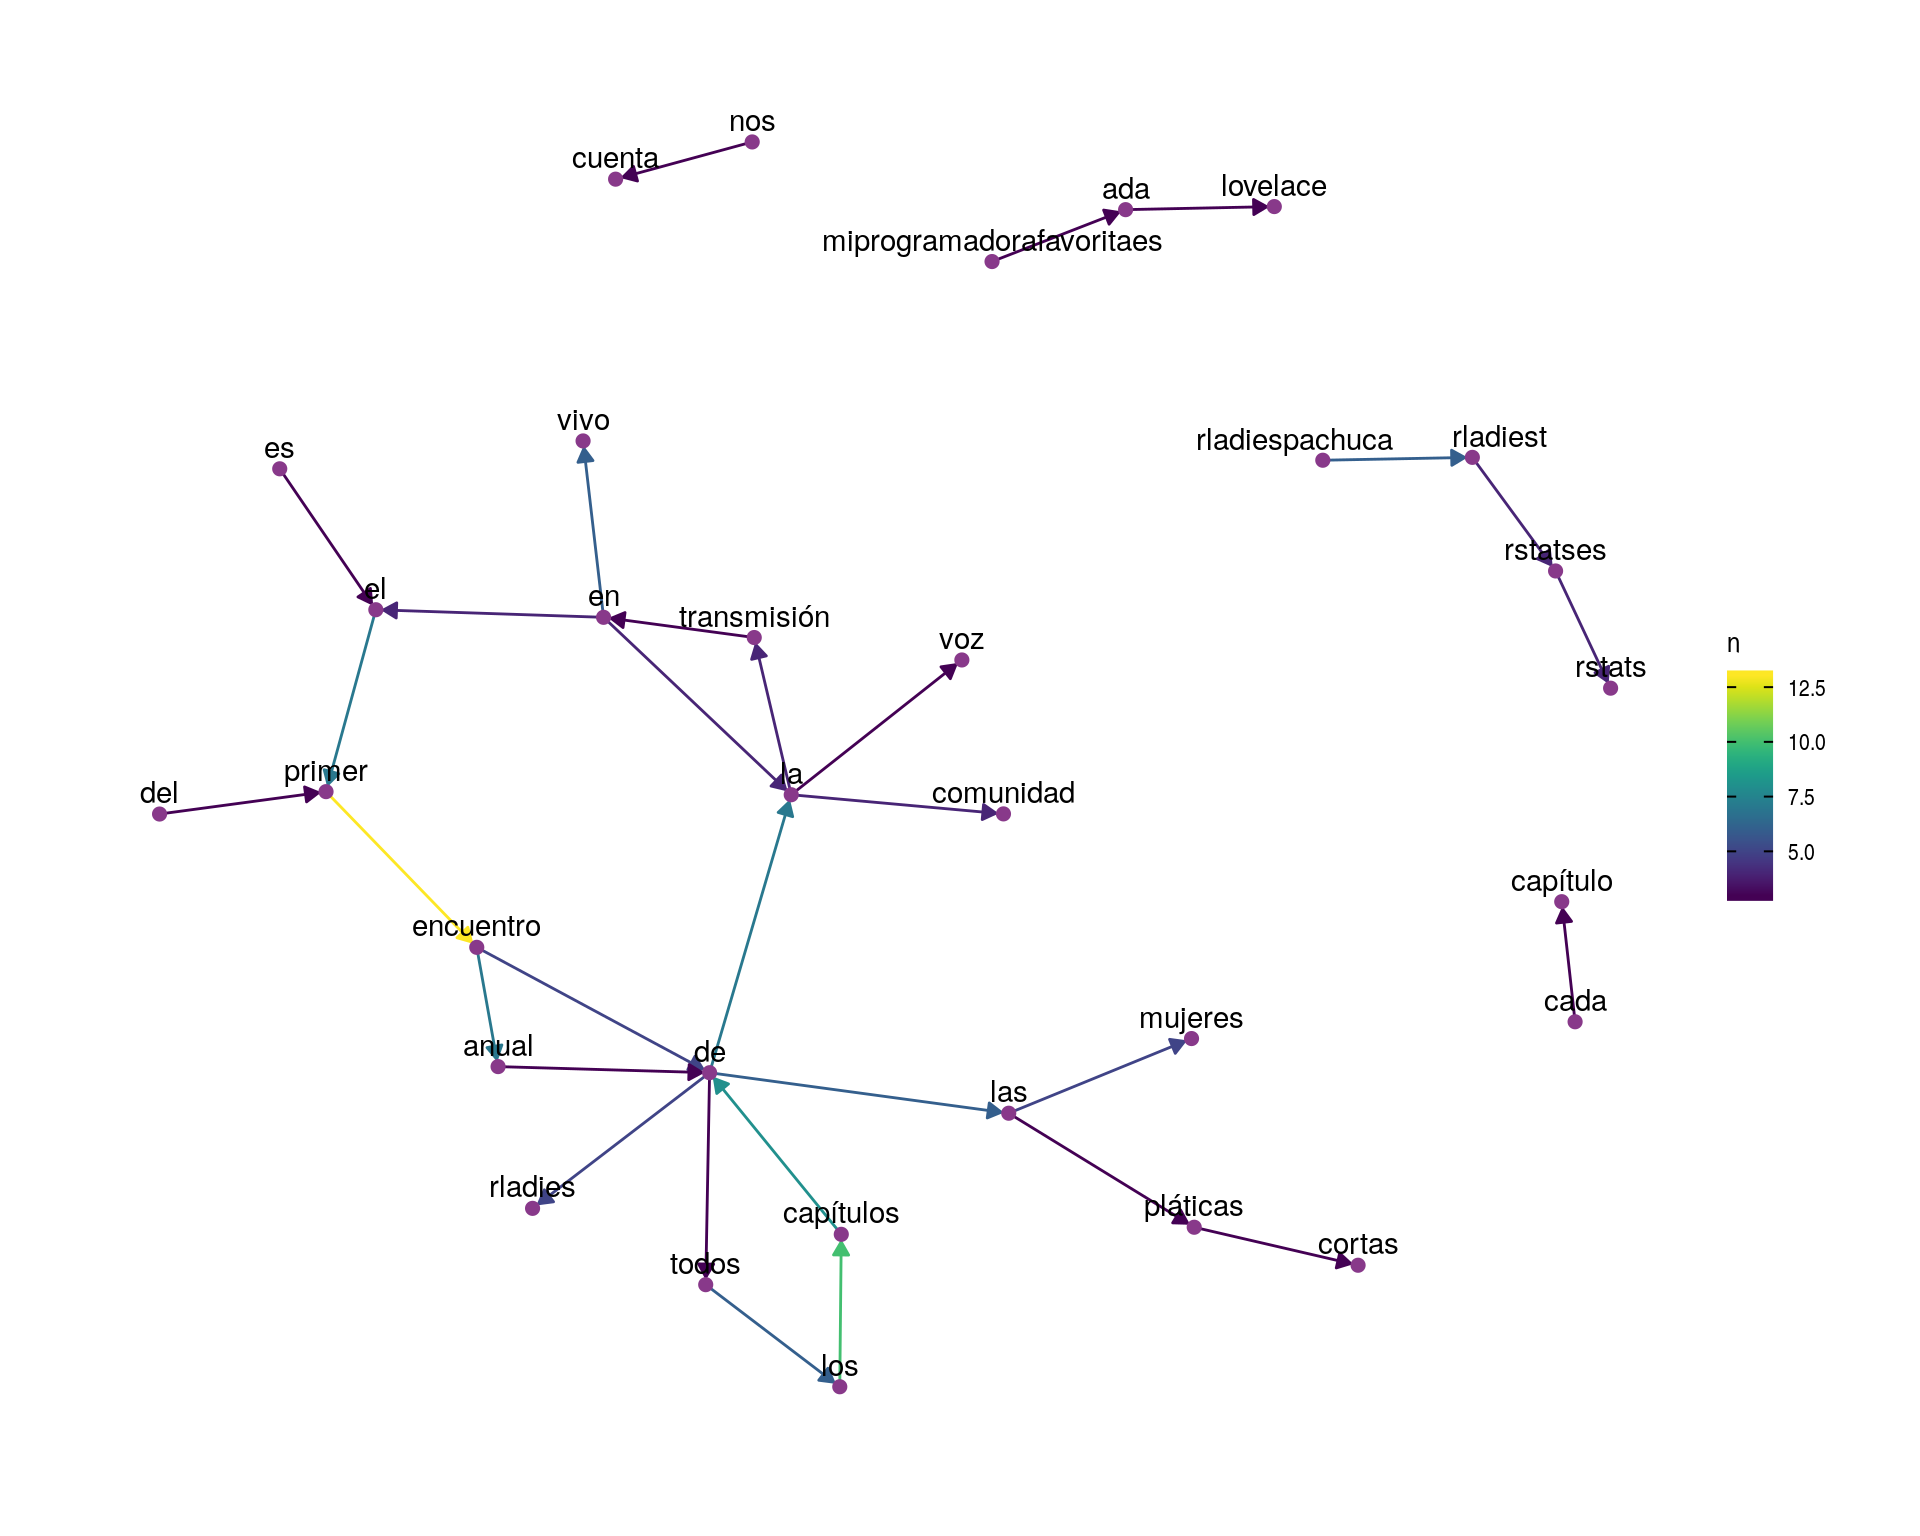 nos
cuenta
ada
lovelace
miprogramadorafavoritaes
vivo
es
rladiespachuca
rladiest
rstatses
el
en
transmisión
voz
rstats
n
12.5
10.0
7.5
5.0
primer
del
la
comunidad
capítulo
encuentro
cada
mujeres
anual
de
las
rladies
capítulos
pláticas
todos
cortas
los